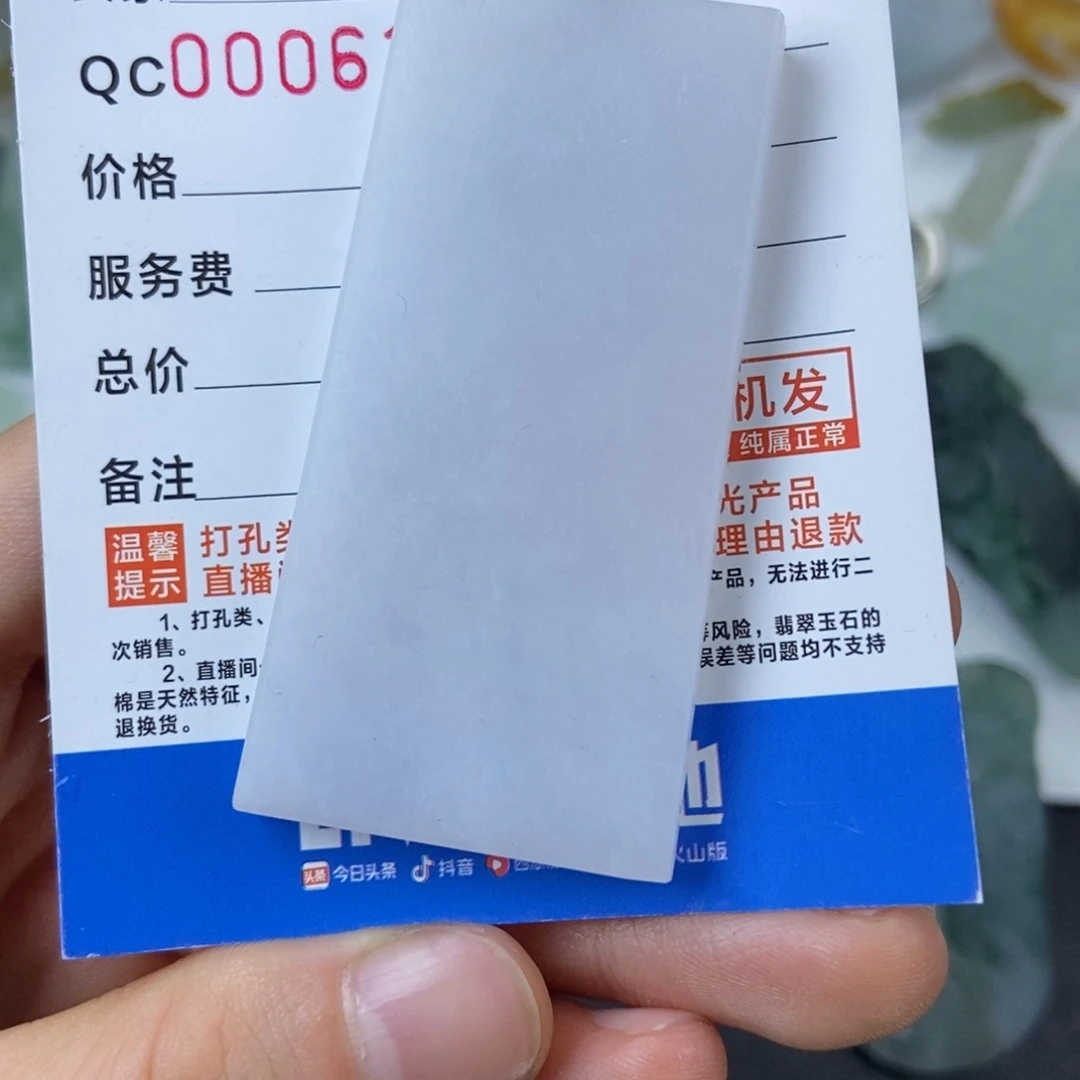 QC 0006
价格
服务费
总价
备注
机发
纯属正常
温馨提示
打孔类 光产品
直播 理由退款
1、打孔类、 产品，无法进行二
次销售。
2、直播间 风险，翡翠玉石的
棉是天然特征， 误差等问题均不支持
退换货。
头条 今日头条 抖音 火山版